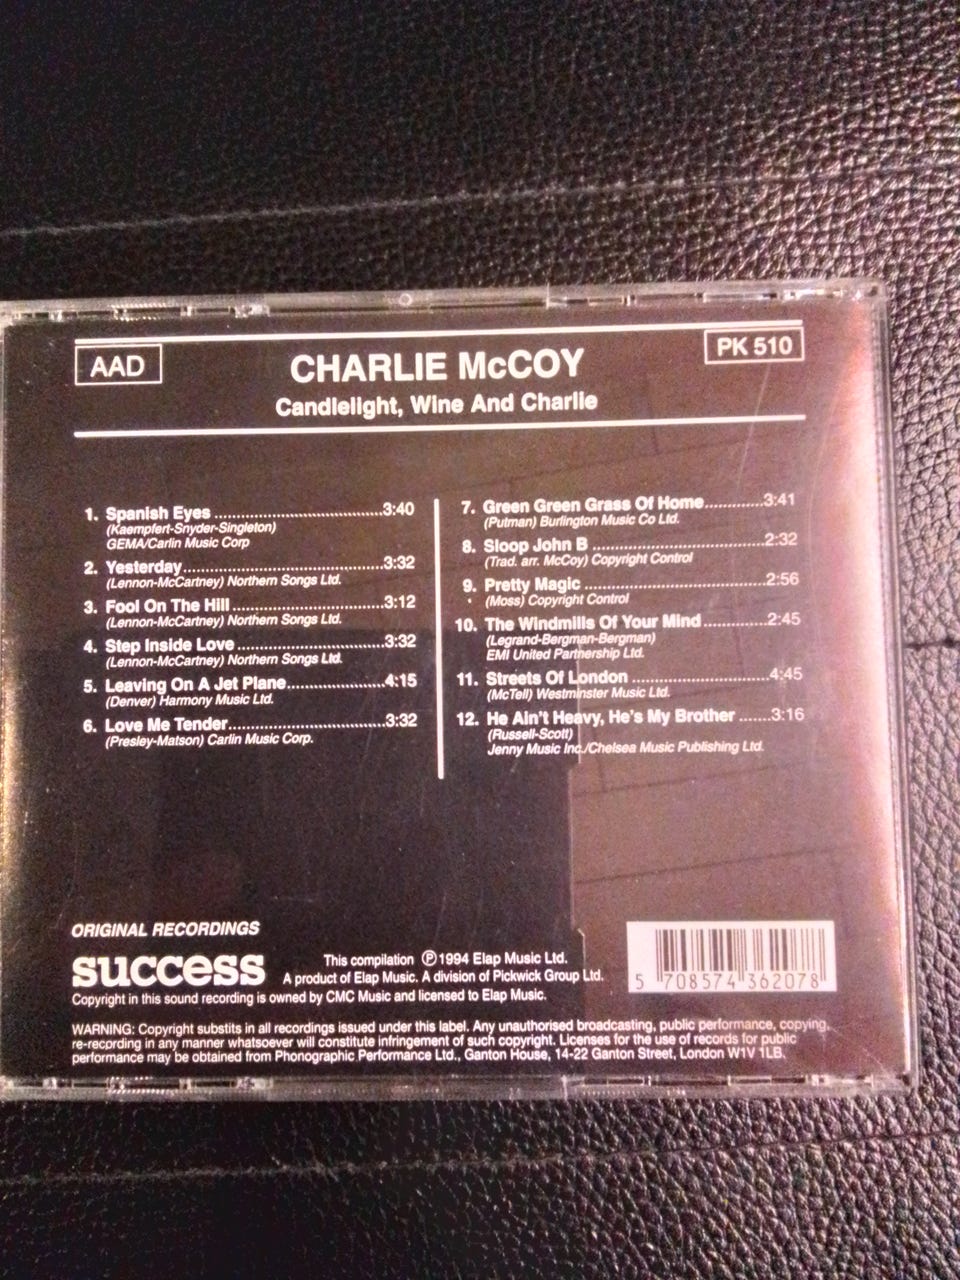 AAD
CHARLIE McCOY
PK 510
Candlelight, Wine And Charlie
1. Spanish Eyes ................................3:40
(Kaempfert-Snyder-Singleton)
GEMA/Carlin Music Corp
2. Yesterday......................................3:32
(Lennon-McCartney) Northern Songs Ltd.
3. Fool On The Hill.............................3:12
(Lennon-McCartney) Northern Songs Ltd.
4. Step Inside Love ............................3:32
(Lennon-McCartney) Northern Songs Ltd.
5. Leaving On A Jet Plane...................4:15
(Denver) Harmony Music Ltd.
6. Love Me Tender..............................3:32
(Presley-Matson) Carlin Music Corp.
7. Green Green Grass Of Home...........3:41
(Putman) Burlington Music Co Ltd.
8. Sloop John B .................................2:32
(Trad. arr. McCoy) Copyright Control
9. Pretty Magic ..................................2:56
(Moss) Copyright Control
10. The Windmills Of Your Mind ............2:45
(Legrand-Bergman-Bergman)
EMI United Partnership Ltd.
11. Streets Of London .........................4:45
(McTell) Westminster Music Ltd.
12. He Ain't Heavy, He's My Brother ......3:16
(Russell-Scott)
Jenny Music Inc./Chelsea Music Publishing Ltd.
ORIGINAL RECORDINGS
success
This compilation Ⓟ1994 Elap Music Ltd.
A product of Elap Music. A division of Pickwick Group Ltd.
Copyright in this sound recording is owned by CMC Music and licensed to Elap Music.
5 708574 362078
WARNING: Copyright substits in all recordings issued under this label. Any unauthorised broadcasting, public performance, copying,
re-recprding in any manner whatsoever will constitute infringement of such copyright. Licenses for the use of records for public
performance may be obtained from Phonographic Performance Ltd., Ganton House, 14-22 Ganton Street, London W1V 1LB.